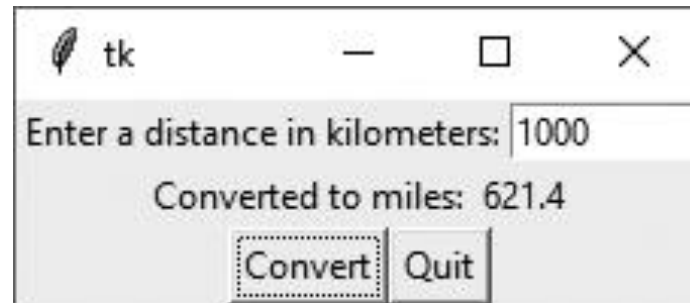 tk
Enter a distance in kilometers: 1000
Converted to miles: 621.4
Convert Quit